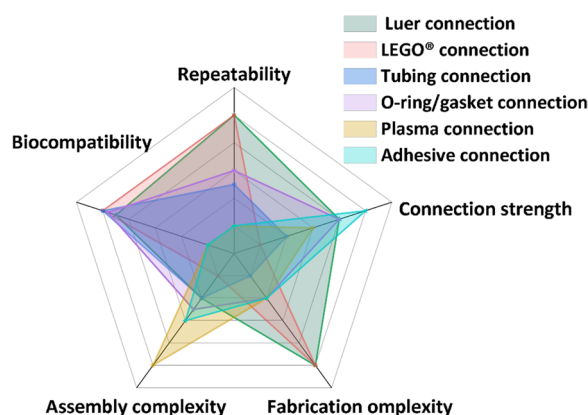 Luer connection
LEGO® connection
Tubing connection
O-ring/gasket connection
Plasma connection
Adhesive connection
Repeatability
Biocompatibility
Connection strength
Assembly complexity
Fabrication omplexity